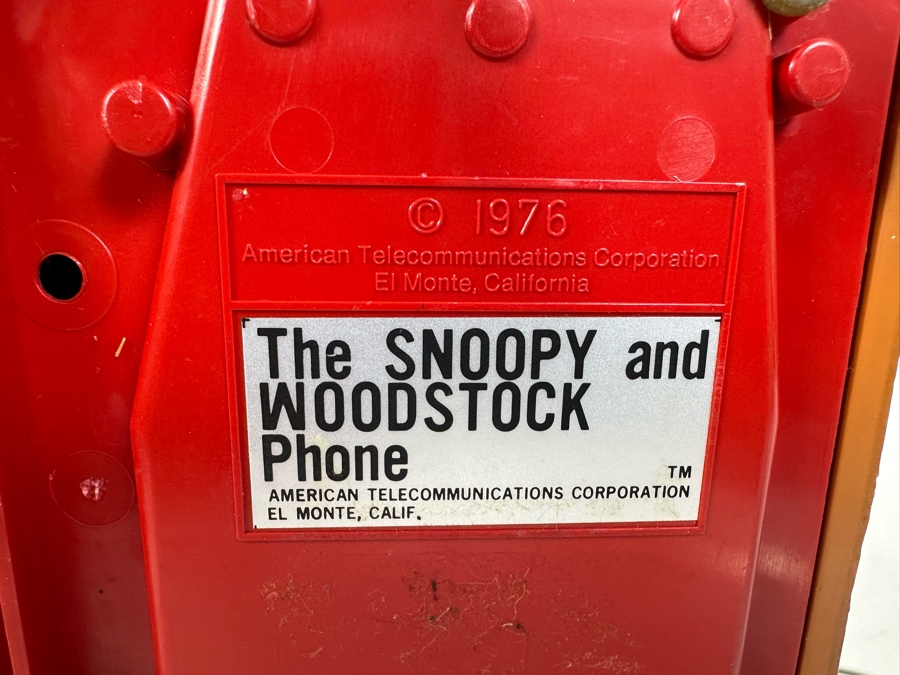 © 1976
American Telecommunications Corporation
El Monte, California
The SNOOPY and
WOODSTOCK
Phone
TM
AMERICAN TELECOMMUNICATIONS CORPORATION
EL MONTE, CALIF.